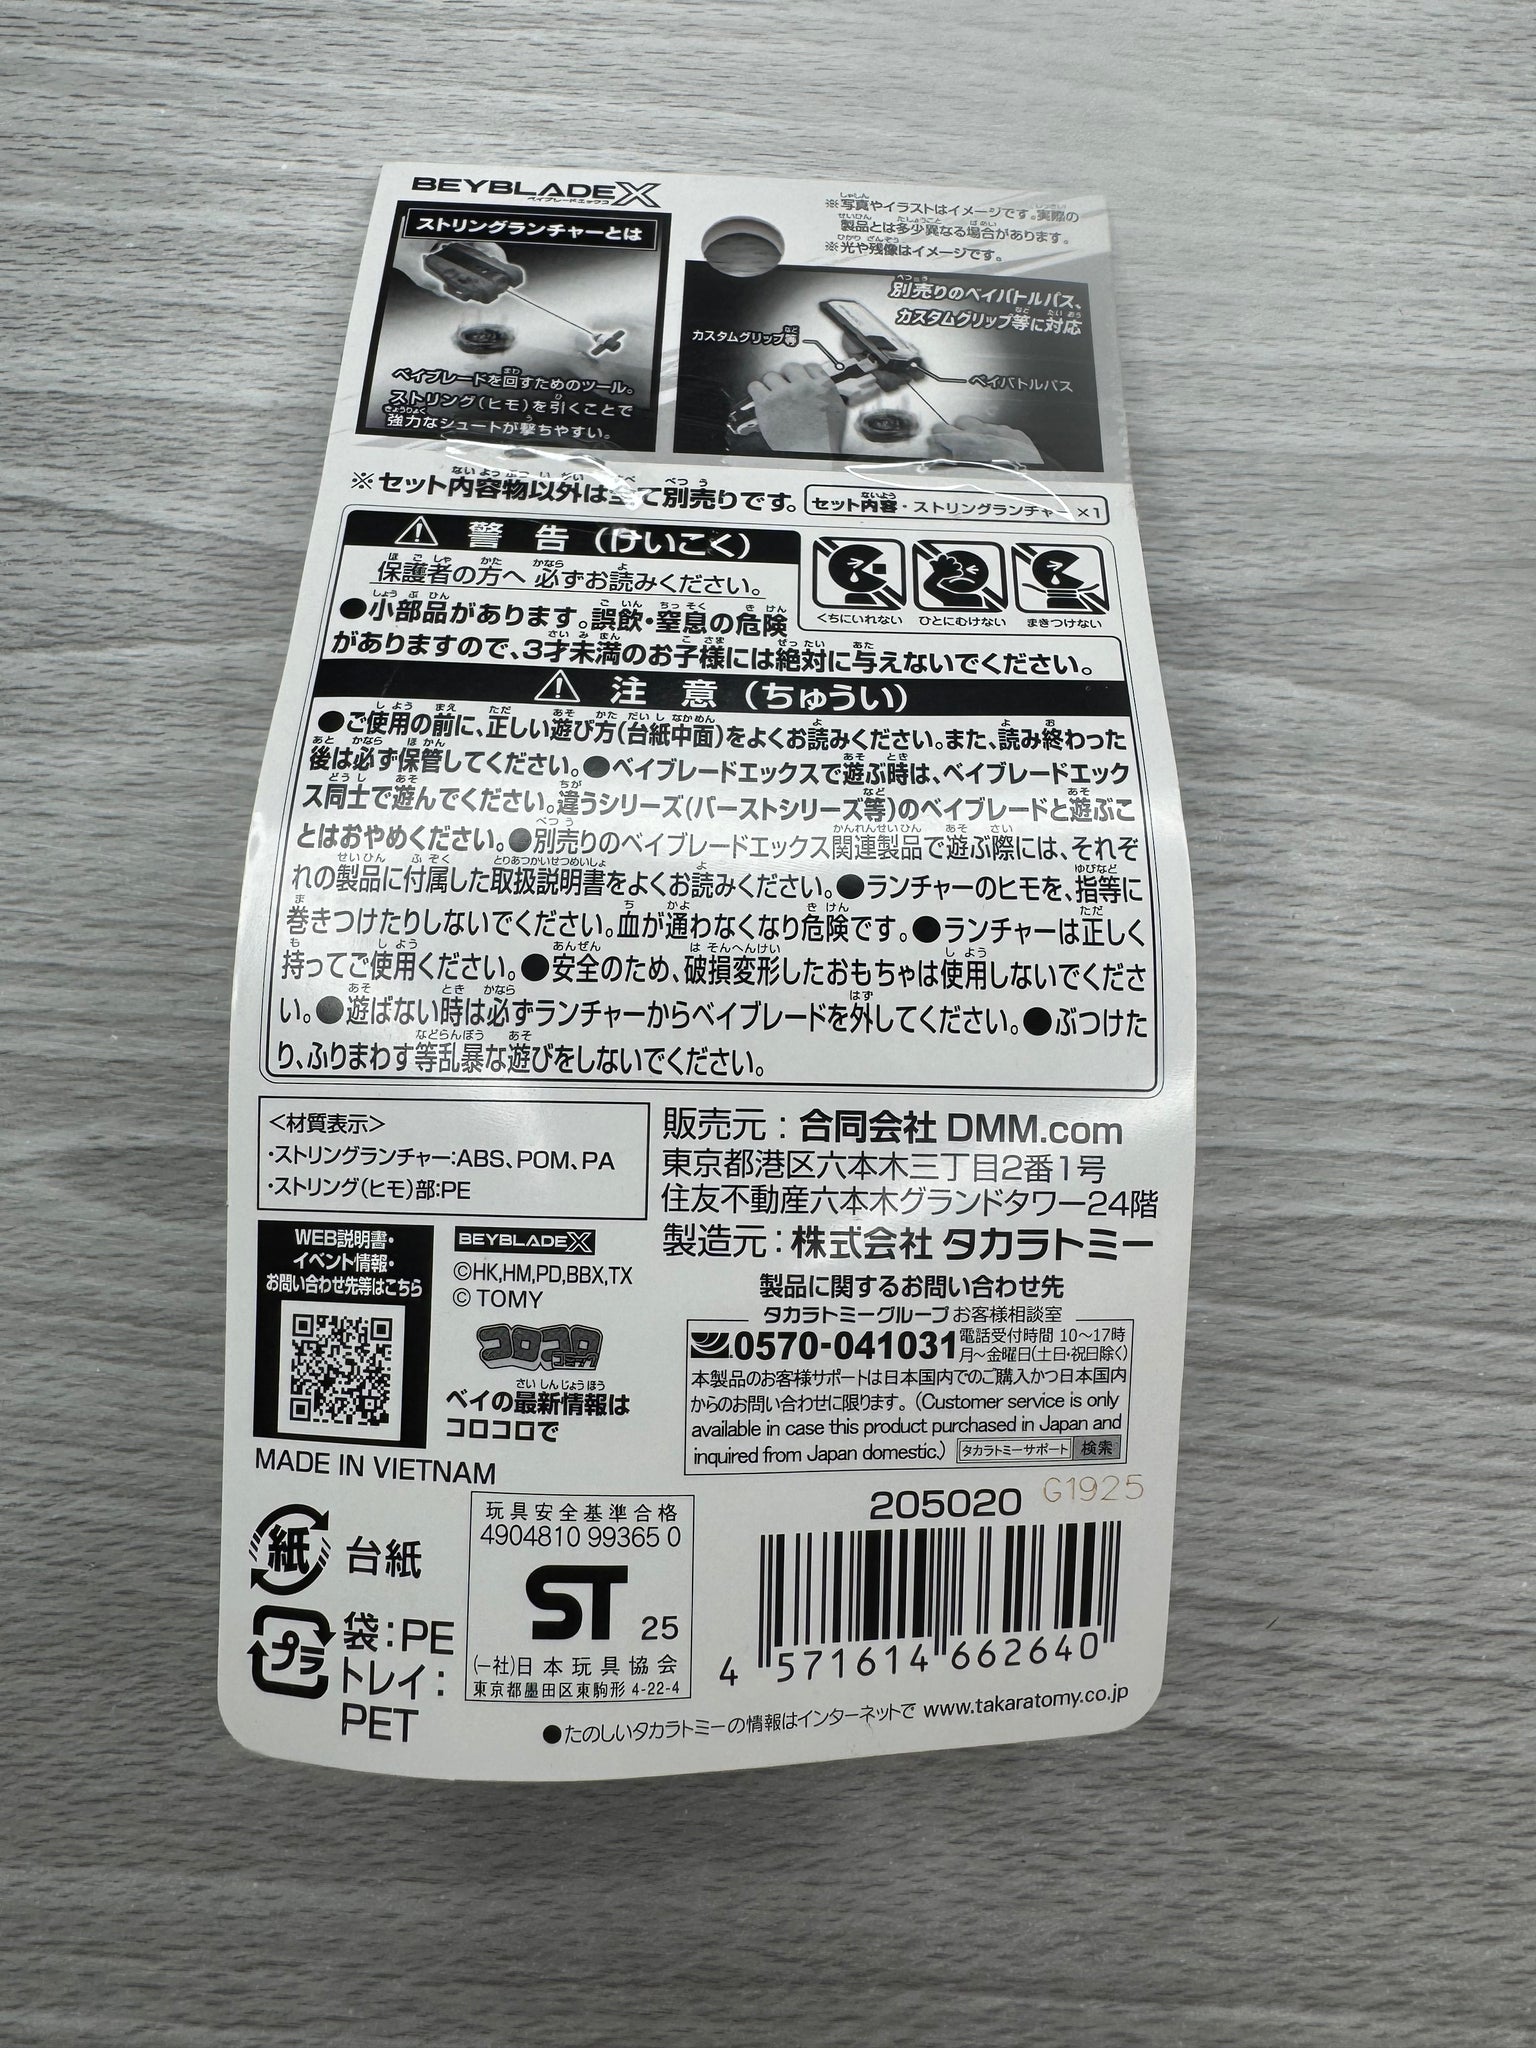 BEYBLADE X
ベイブレードエックス
ストリングランチャーとは
ベイブレードを回すためのツール。
ストリング(ヒモ)を引くことで
強力なシュートが撃ちやすい。
※写真やイラストはイメージです。実際の
製品とは多少異なる場合があります。
※光や残像はイメージです。
別売りのベイバトルパス、
カスタムグリップ等に対応
カスタムグリップ等
ベイバトルパス
※セット内容物以外は全て別売りです。
セット内容・ストリングランチャー×1
⚠警告(けいこく)
保護者の方へ 必ずお読みください。
●小部品があります。誤飲・窒息の危険
がありますので、3才未満のお子様には絶対に与えないでください。
くちにいれない ひとにむけない まきつけない
⚠注意(ちゅうい)
●ご使用の前に、正しい遊び方(台紙中面)をよくお読みください。また、読み終わった
後は必ず保管してください。●ベイブレードエックスで遊ぶ時は、ベイブレードエック
ス同士で遊んでください。違うシリーズ(バーストシリーズ等)のベイブレードと遊ぶこ
とはおやめください。●別売りのベイブレードエックス関連製品で遊ぶ際には、それぞ
れの製品に付属した取扱説明書をよくお読みください。●ランチャーのヒモを、指等に
巻きつけたりしないでください。血が通わなくなり危険です。●ランチャーは正しく
持ってご使用ください。●安全のため、破損変形したおもちゃは使用しないでくださ
い。●遊ばない時は必ずランチャーからベイブレードを外してください。●ぶつけた
り、ふりまわす等乱暴な遊びをしないでください。
<材質表示>
・ストリングランチャー:ABS、POM、PA
・ストリング(ヒモ)部:PE
販売元:合同会社 DMM.com
東京都港区六本木三丁目2番1号
住友不動産六本木グランドタワー24階
製造元:株式会社 タカラトミー
WEB説明書・
イベント情報・
お問い合わせ先等はこちら
BEYBLADE X
©HK,HM,PD,BBX,TX
© TOMY
コロコロ
コミック
ベイの最新情報は
コロコロで
MADE IN VIETNAM
製品に関するお問い合わせ先
タカラトミーグループお客様相談室
0570-041031 電話受付時間 10〜17時
月〜金曜日(土日・祝日除く)
本製品のお客様サポートは日本国内でのご購入かつ日本国内
からのお問い合わせに限ります。(Customer service is only
available in case this product purchased in Japan and
inquired from Japan domestic.) タカラトミーサポート 検索
紙 台紙
プラ 袋:PE
トレイ:
PET
玩具安全基準合格
4904810 99365 0
ST 25
(一社)日本玩具協会
東京都墨田区東駒形 4-22-4
205020 G1925
4 571614 662640
●たのしいタカラトミーの情報はインターネットで www.takaratomy.co.jp